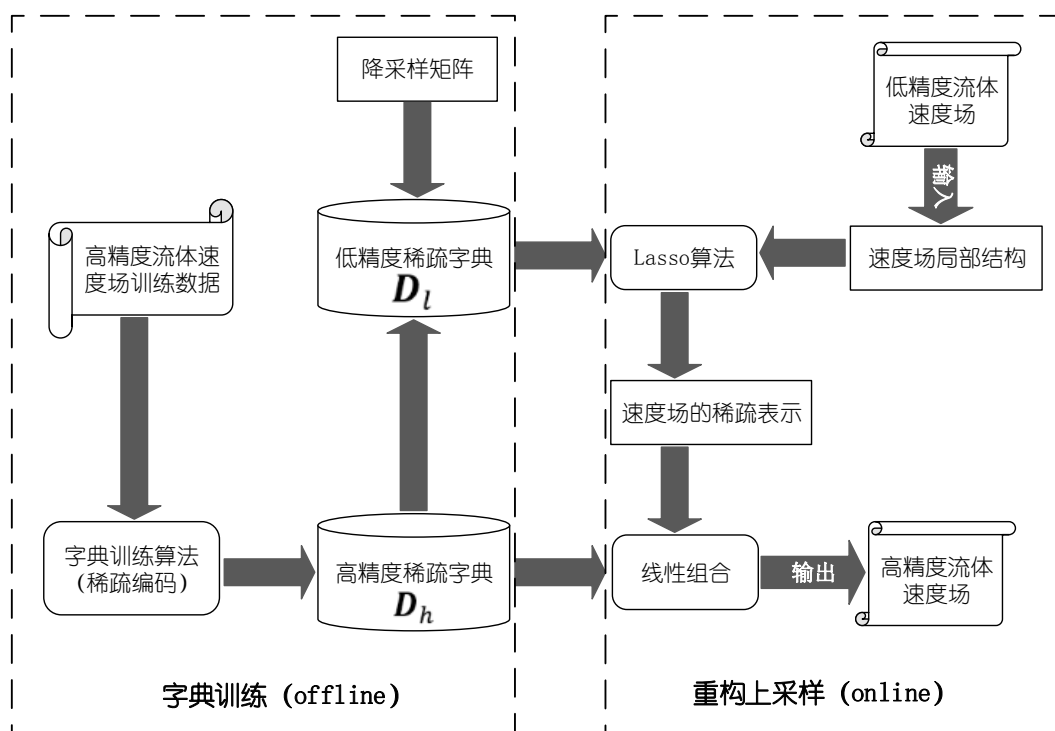 降采样矩阵
高精度流体速
度场训练数据
低精度稀疏字典
D_l
字典训练算法
(稀疏编码)
高精度稀疏字典
D_h
字典训练（offline）
低精度流体
速度场
输入
Lasso算法
速度场局部结构
速度场的稀疏表示
线性组合
输出
高精度流体
速度场
重构上采样（online）